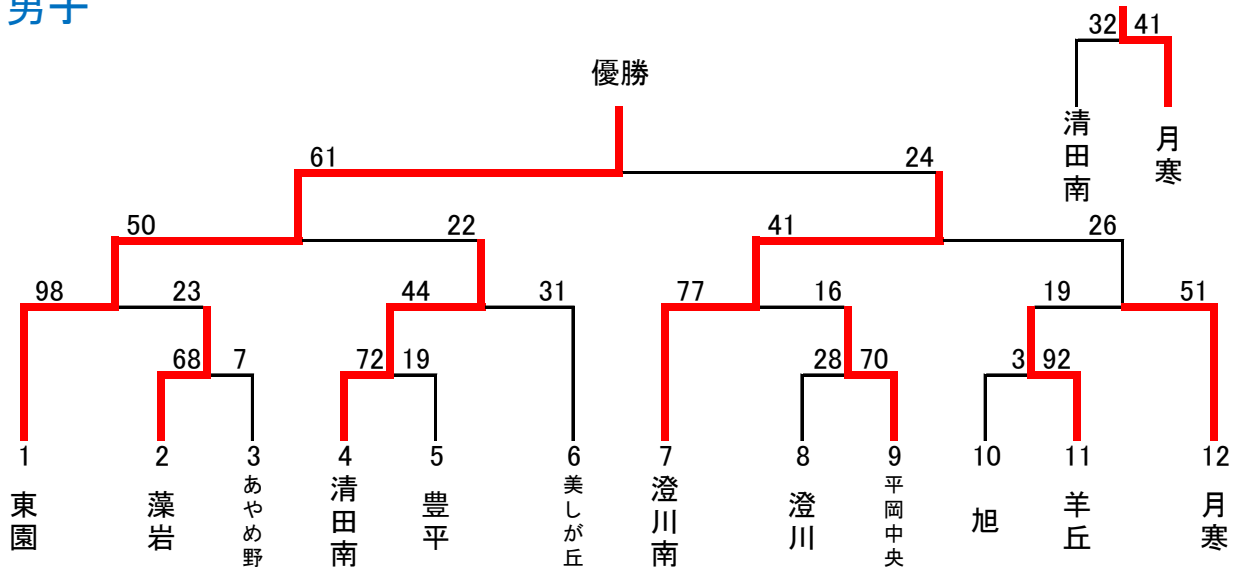 男子
32 41
優勝
清田南
月寒
61 24
50 22 41 26
98 23 44 31 77 16 19 51
68 7 72 19 28 70 3 92
1 2 3 4 5 6 7 8 9 10 11 12
東園
藻岩
あやめ野
清田南
豊平
美しが丘
澄川南
澄川
平岡中央
旭
羊丘
月寒